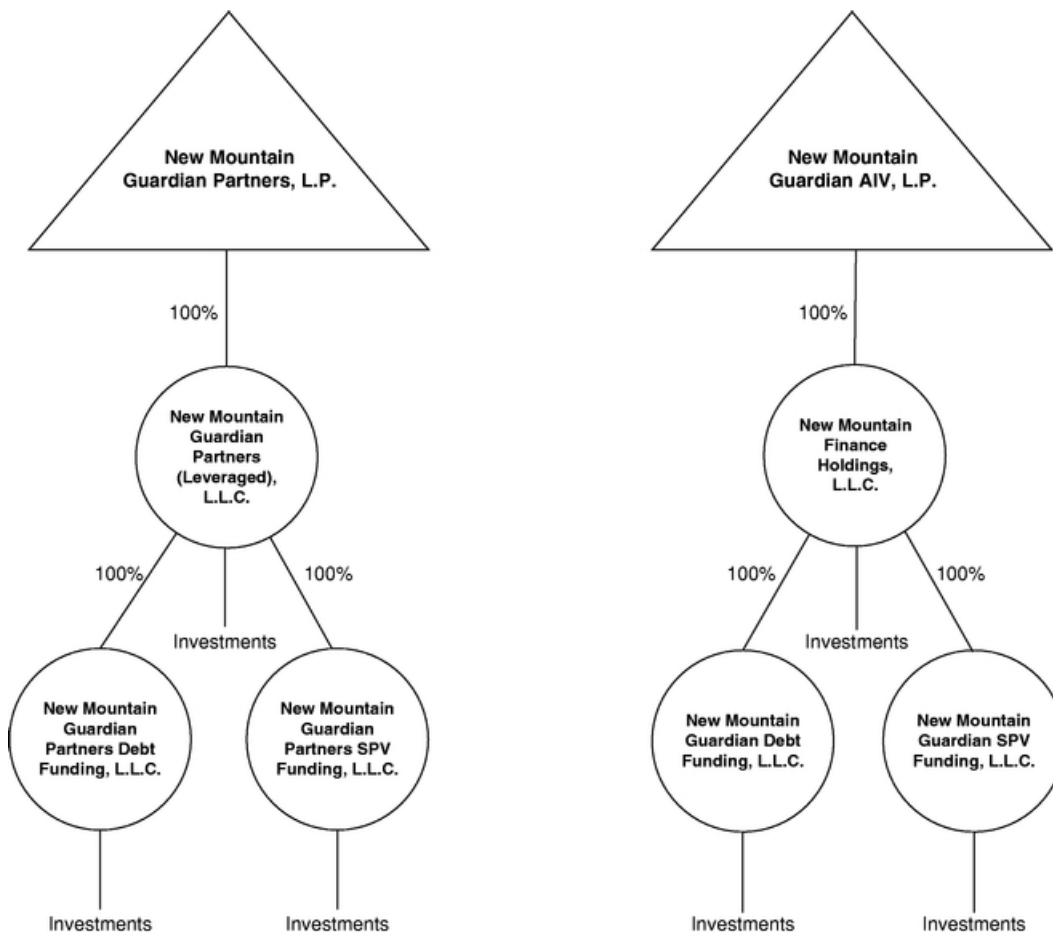 New Mountain
Guardian Partners, L.P.
100%
New Mountain
Guardian
Partners
(Leveraged),
L.L.C.
100%
100%
Investments
New Mountain
Guardian
Partners Debt
Funding, L.L.C.
Investments
New Mountain
Guardian
Partners SPV
Funding, L.L.C.
Investments
New Mountain
Guardian AIV, L.P.
100%
New Mountain
Finance
Holdings,
L.L.C.
100%
100%
Investments
New Mountain
Guardian Debt
Funding, L.L.C.
Investments
New Mountain
Guardian SPV
Funding, L.L.C.
Investments